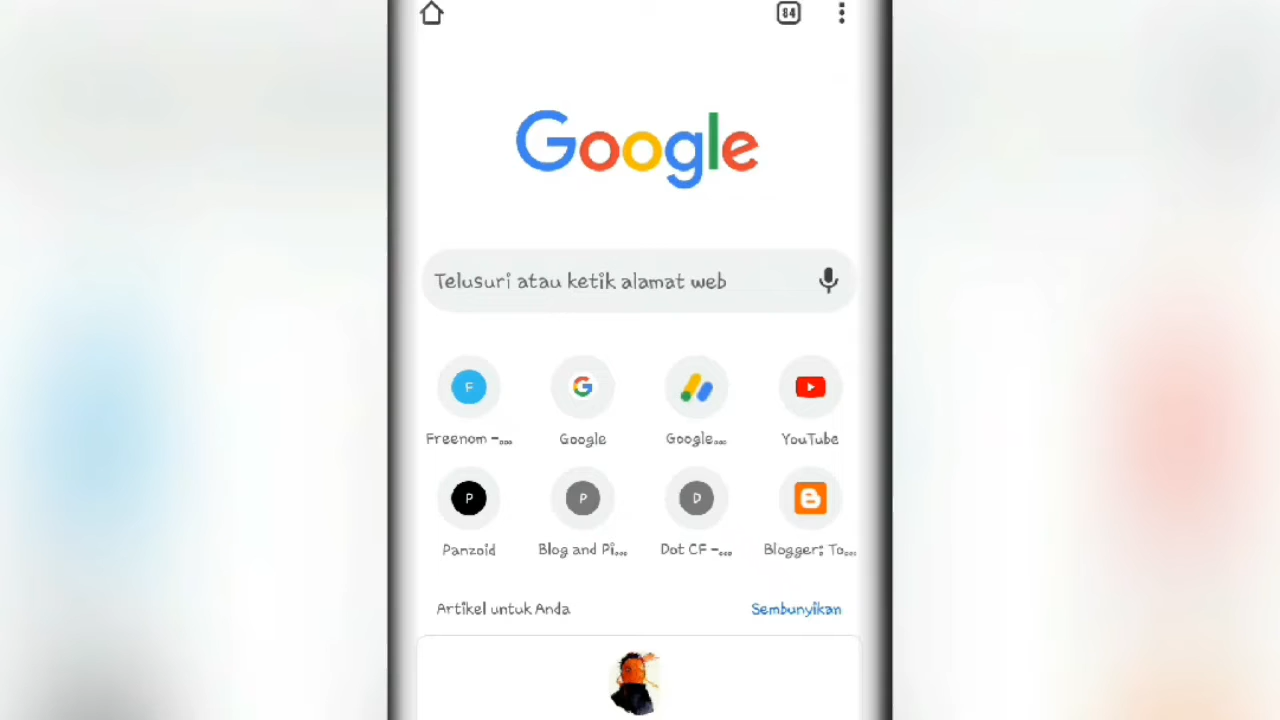 84
Google
Telusuri atau ketik alamat web
F
G
Freenom -...
Google
Google...
YouTube
P
P
D
B
Panzoid
Blog and Pi...
Dot CF -...
Blogger: To...
Artikel untuk Anda
Sembunyikan